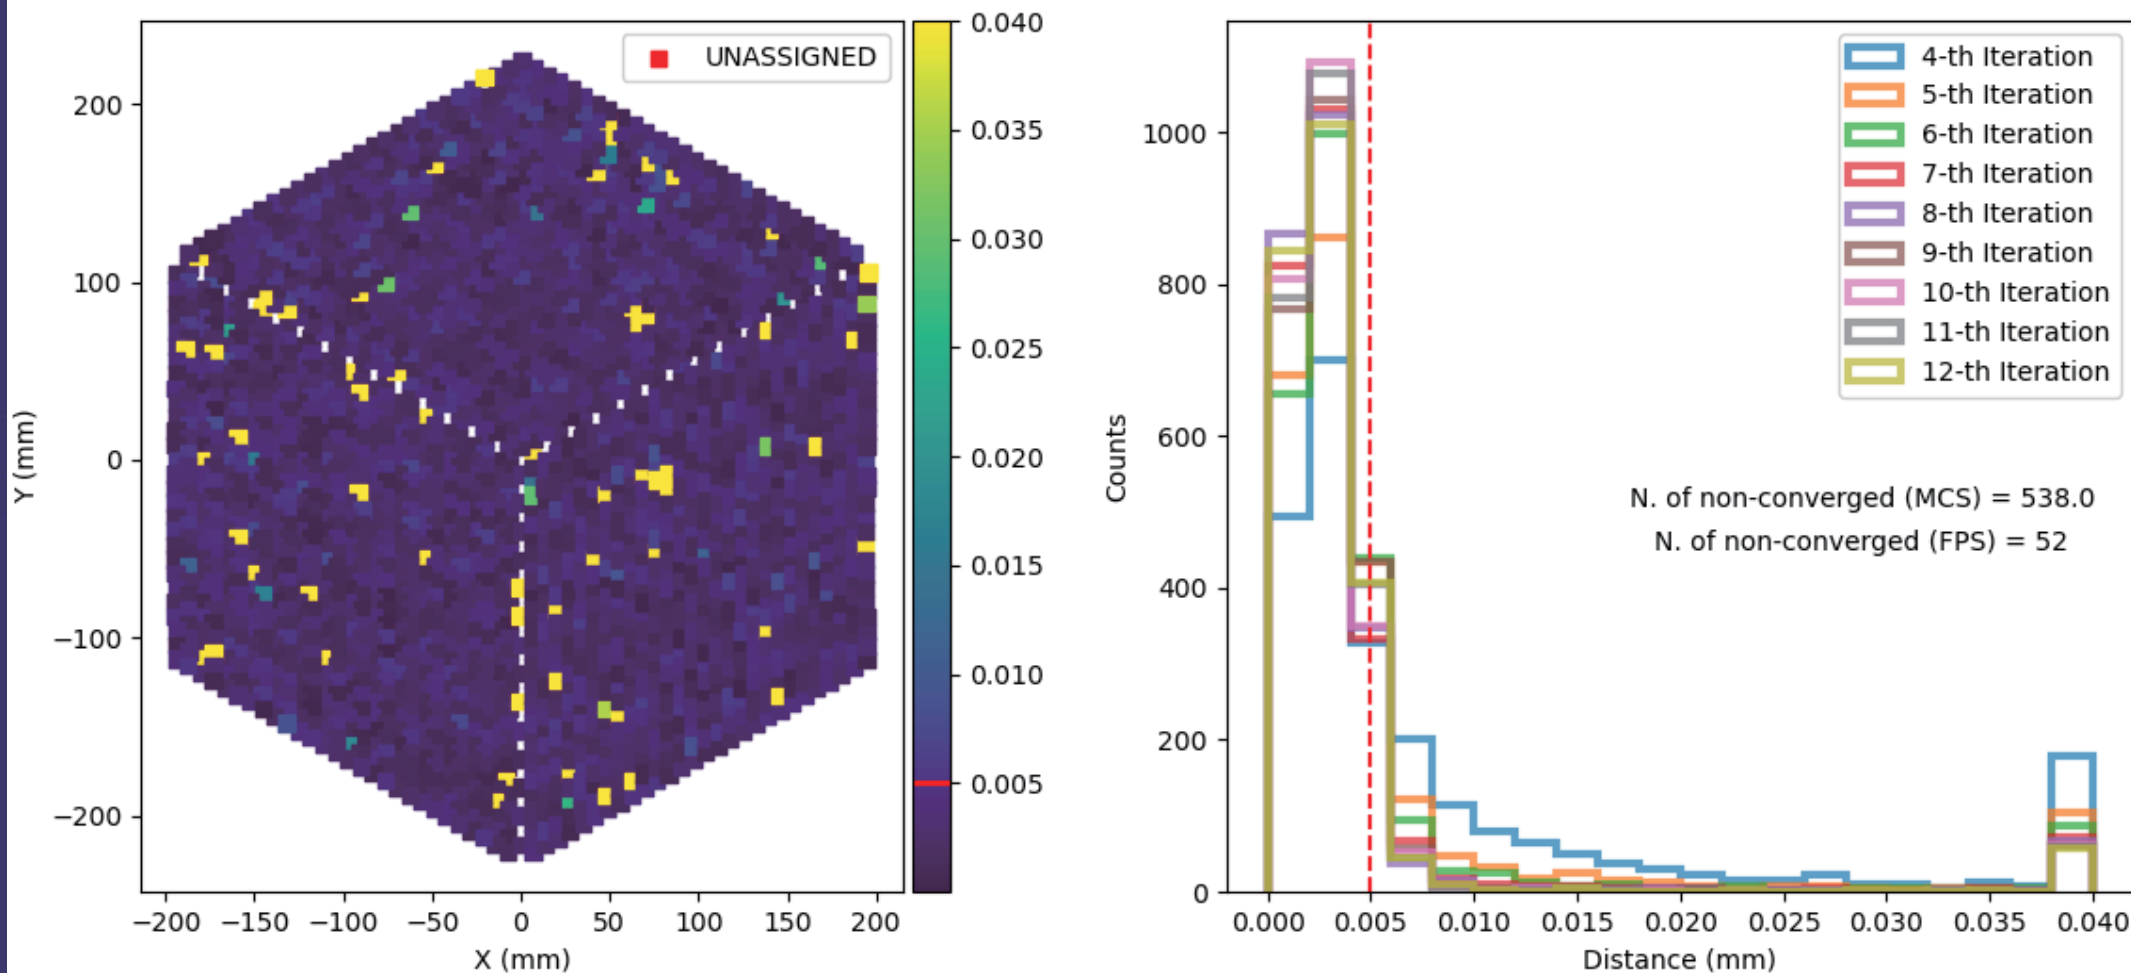 UNASSIGNED
200
100
0
−100
−200
Y (mm)
−200 −150 −100 −50 0 50 100 150 200
X (mm)
0.040
0.035
0.030
0.025
0.020
0.015
0.010
0.005
1000
800
600
400
200
0
Counts
4-th Iteration
5-th Iteration
6-th Iteration
7-th Iteration
8-th Iteration
9-th Iteration
10-th Iteration
11-th Iteration
12-th Iteration
N. of non-converged (MCS) = 538.0
N. of non-converged (FPS) = 52
0.000 0.005 0.010 0.015 0.020 0.025 0.030 0.035 0.040
Distance (mm)